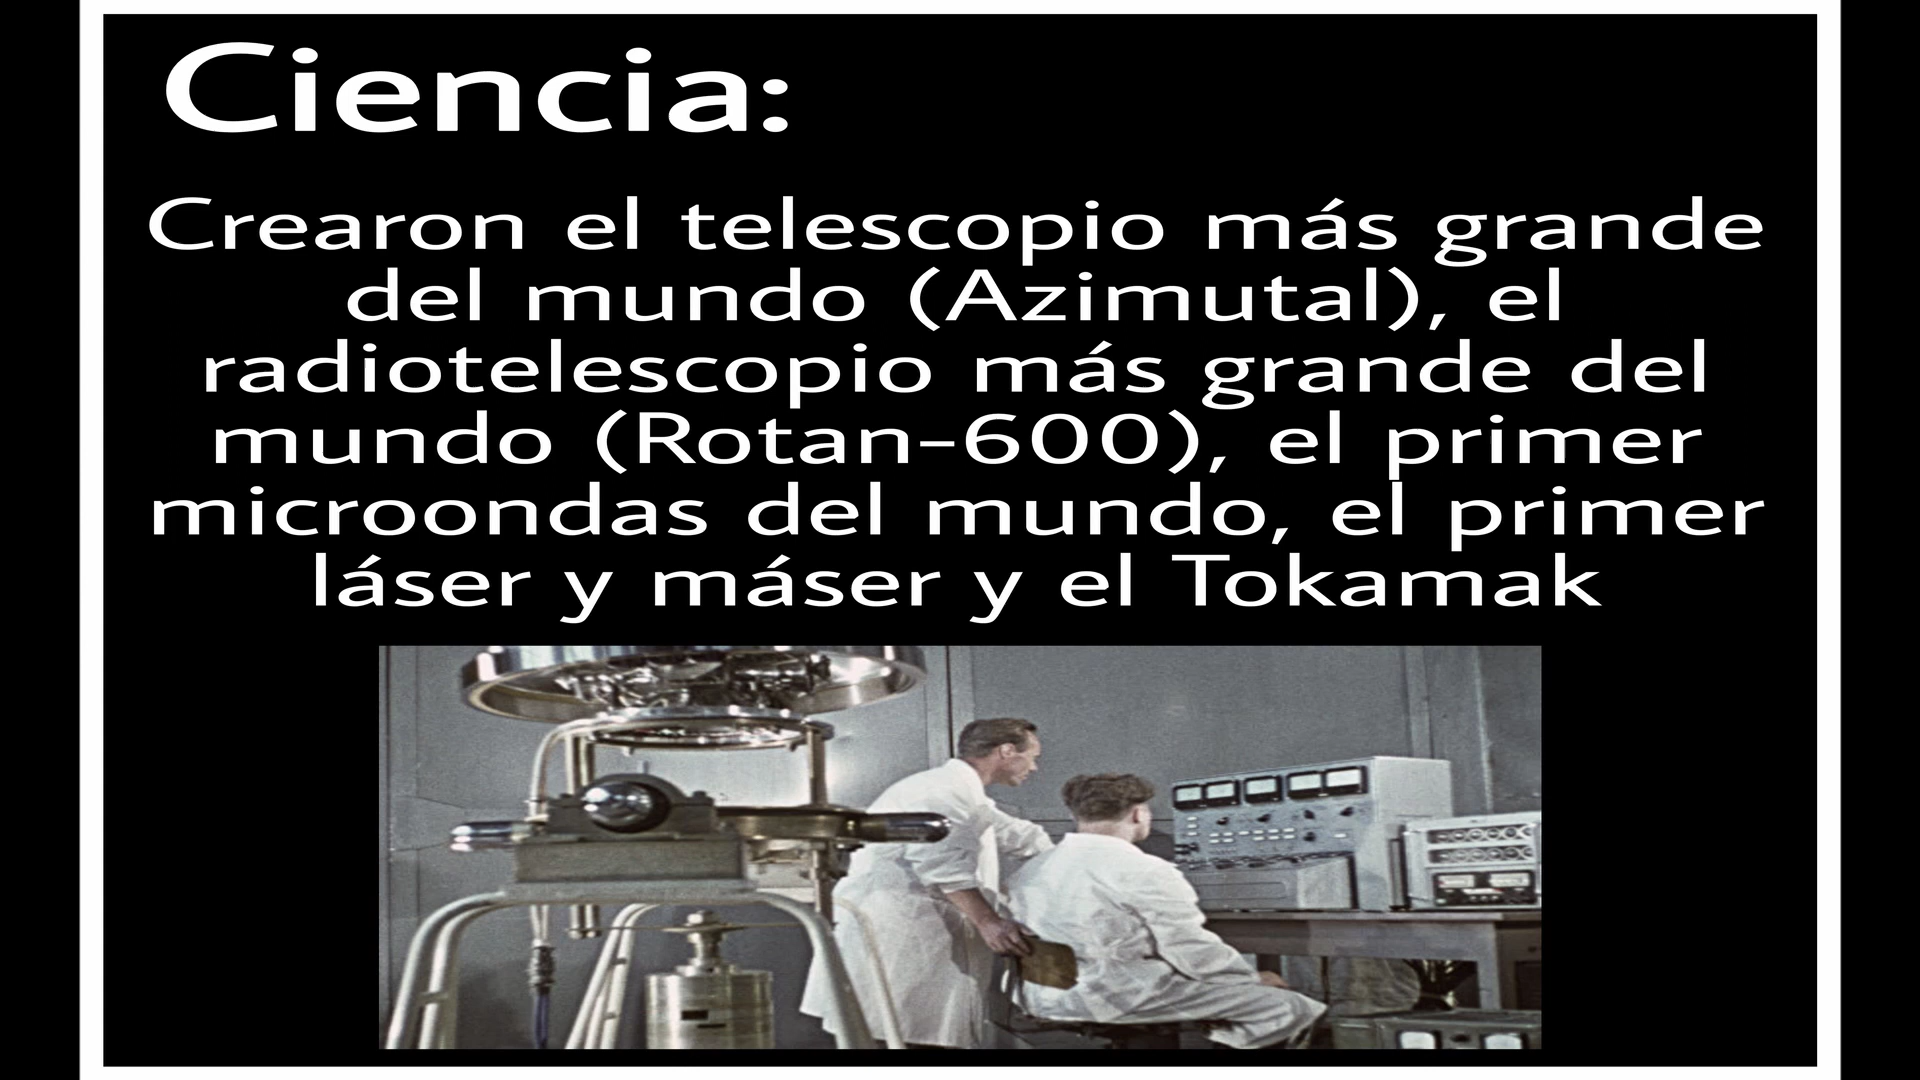 Ciencia:
Crearon el telescopio más grande
del mundo (Azimutal), el
radiotelescopio más grande del
mundo (Rotan-600), el primer
microondas del mundo, el primer
láser y máser y el Tokamak